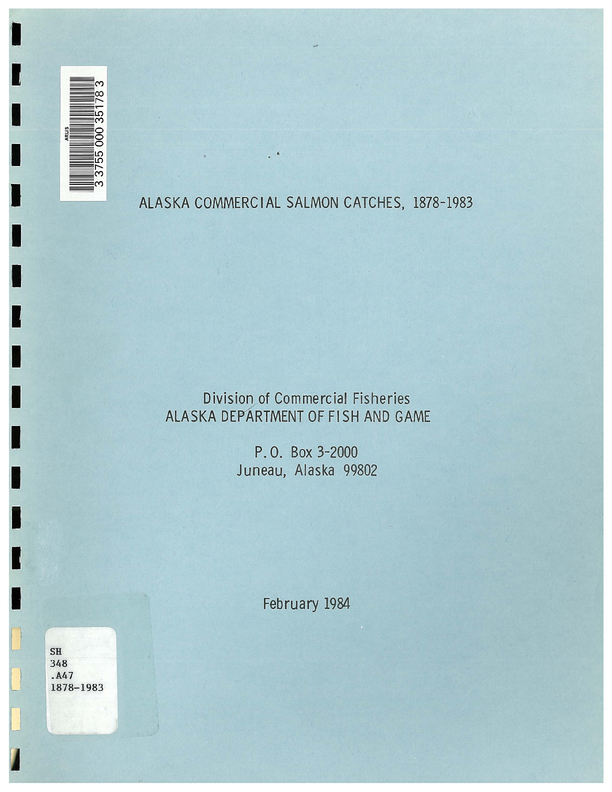 ARLIS
3 3755 000 35178 3
ALASKA COMMERCIAL SALMON CATCHES, 1878-1983
Division of Commercial Fisheries
ALASKA DEPARTMENT OF FISH AND GAME
P.O. Box 3-2000
Juneau, Alaska 99802
February 1984
SH
348
.A47
1878-1983